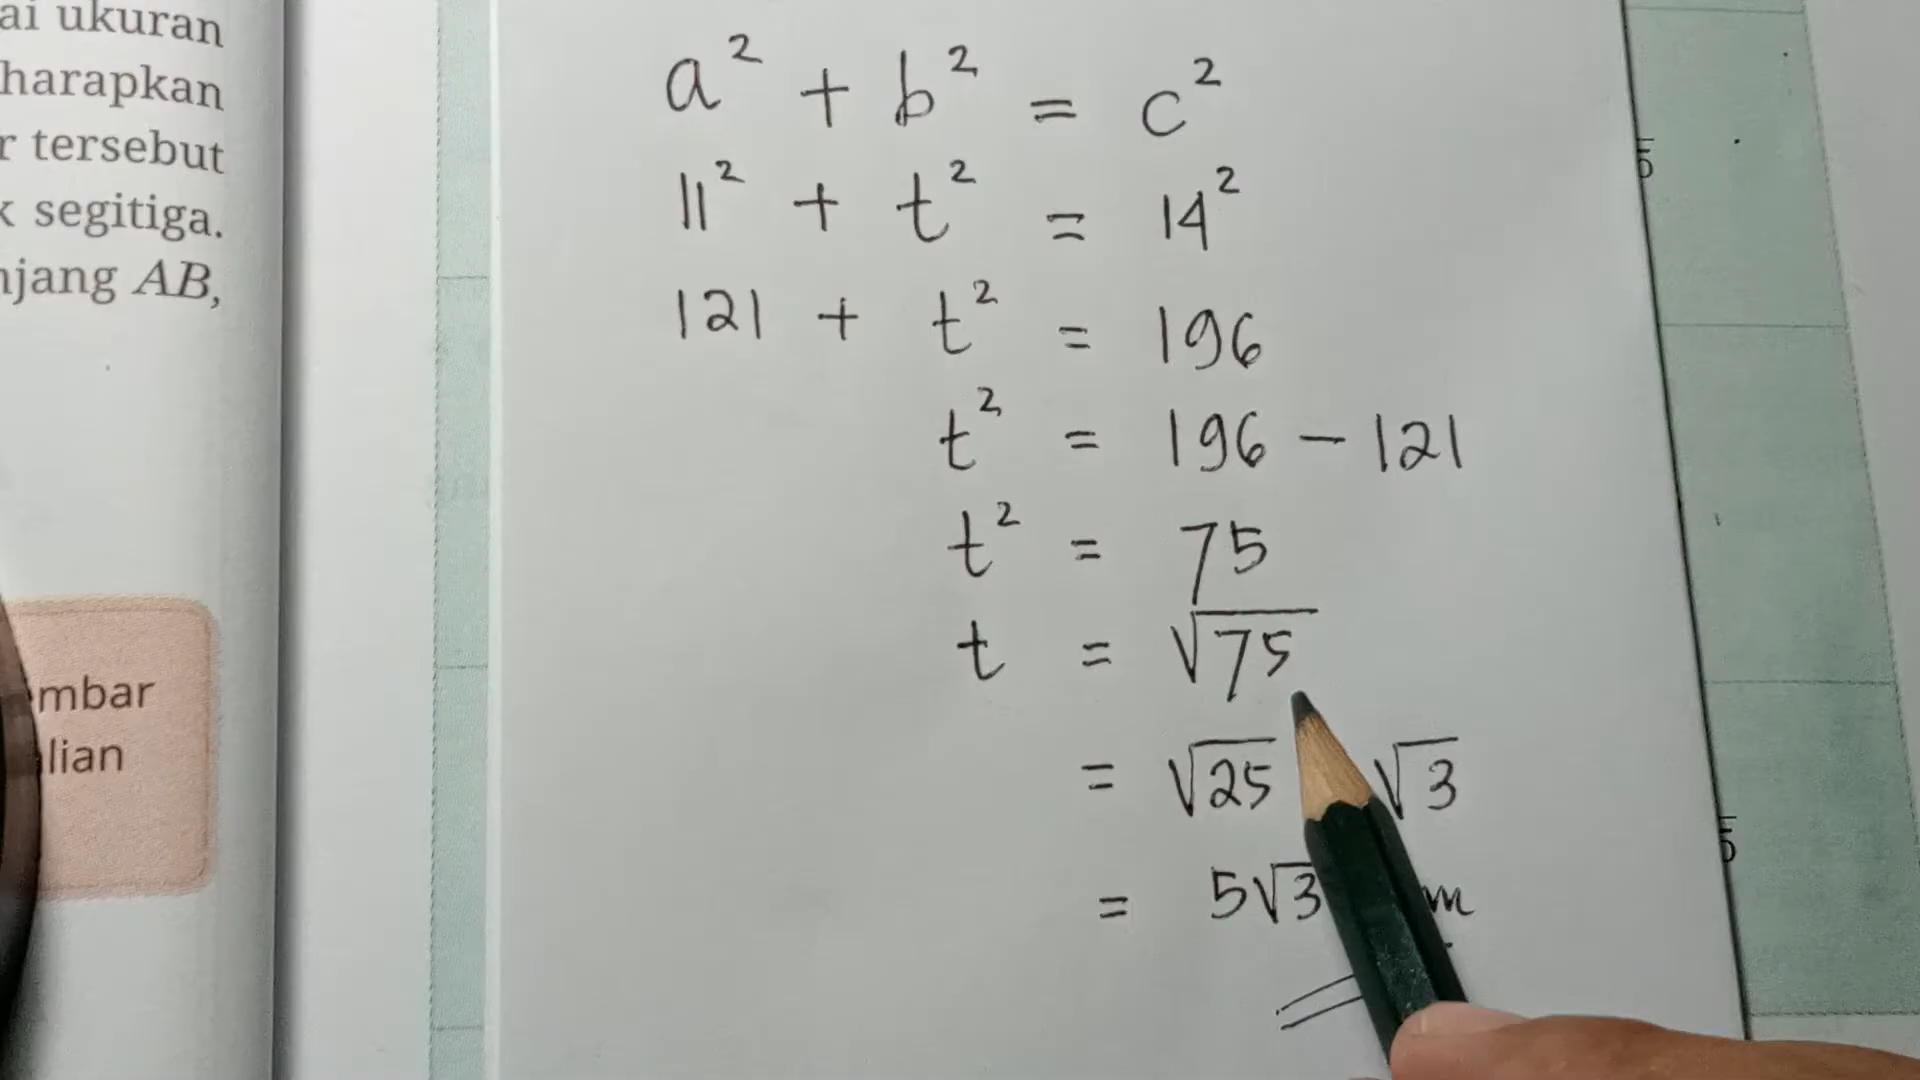 ai ukuran
harapkan
tersebut
segitiga.
AB,
mbar
lian
a² + b² = c²
11² + t² = 14²
121 + t² = 196
t² = 196 - 121
t² = 75
t = √75
= √25 √3
= 5√3 m